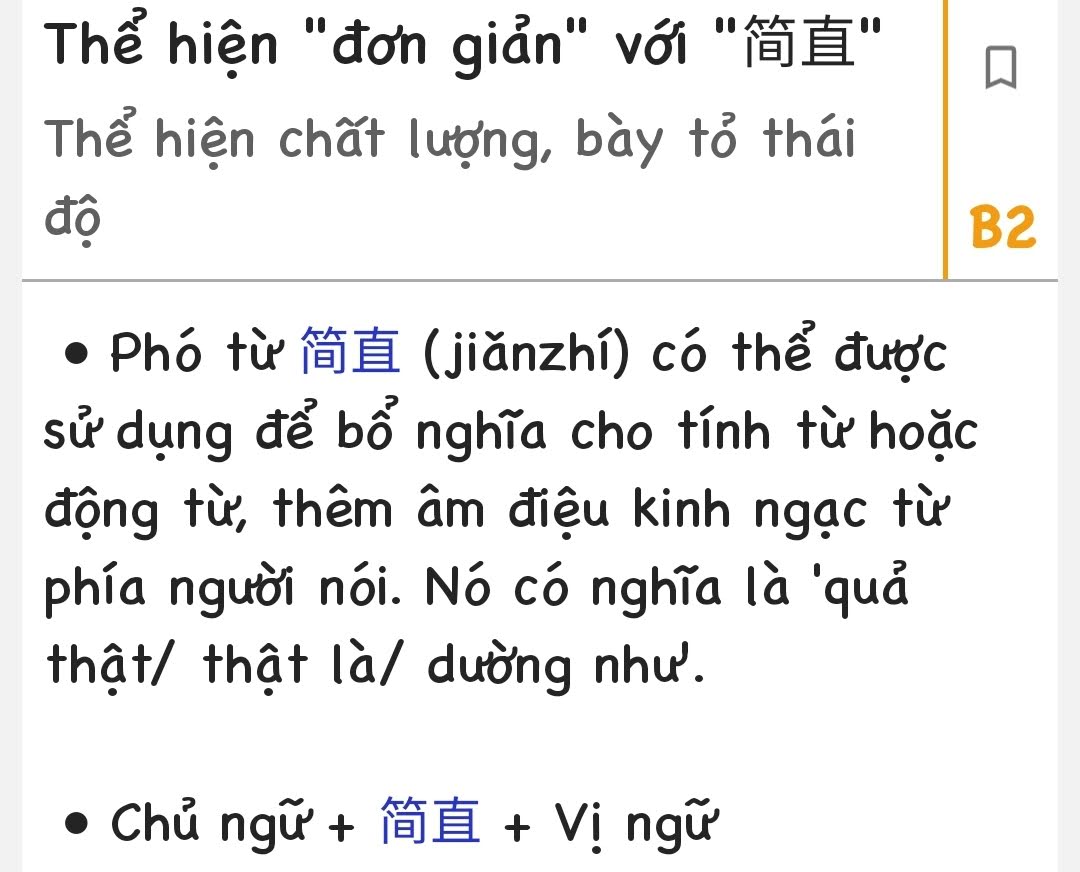 Thể hiện "đơn giản" với "简直"
Thể hiện chất lượng, bày tỏ thái
độ
B2
• Phó từ 简直 (jiǎnzhí) có thể được
sử dụng để bổ nghĩa cho tính từ hoặc
động từ, thêm âm điệu kinh ngạc từ
phía người nói. Nó có nghĩa là 'quả
thật/ thật là/ dường như'.
• Chủ ngữ + 简直 + Vị ngữ